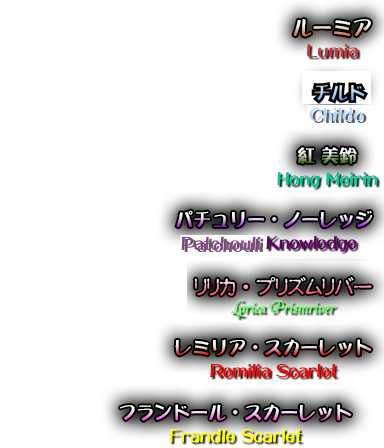 ルーミア
Lumia
チルド
Childo
紅 美鈴
Hong Meirin
パチュリー・ノーレッジ
Patchouli Knowledge
リリカ・プリズムリバー
Lyrica Prismriver
レミリア・スカーレット
Remilia Scarlet
フランドール・スカーレット
Frandle Scarlet